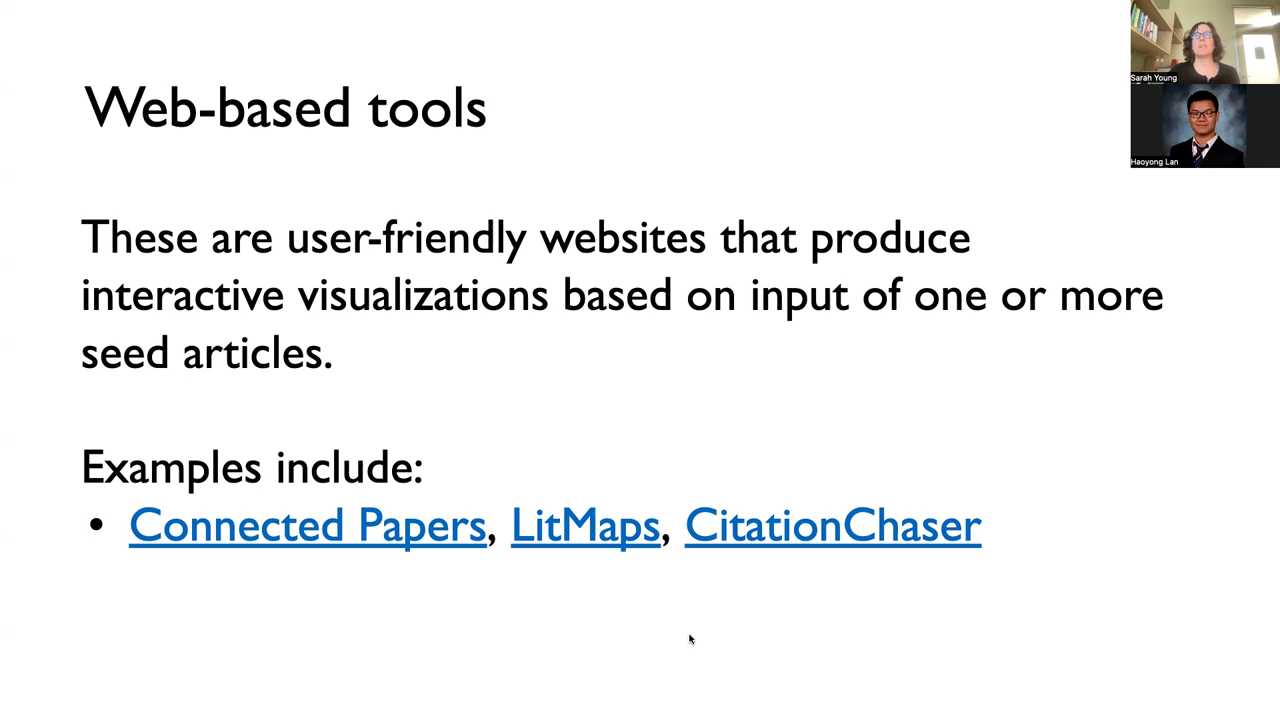 Web-based tools
Sarah Young
Haoyong Lan
These are user-friendly websites that produce
interactive visualizations based on input of one or more
seed articles.
Examples include:
• Connected Papers, LitMaps, CitationChaser